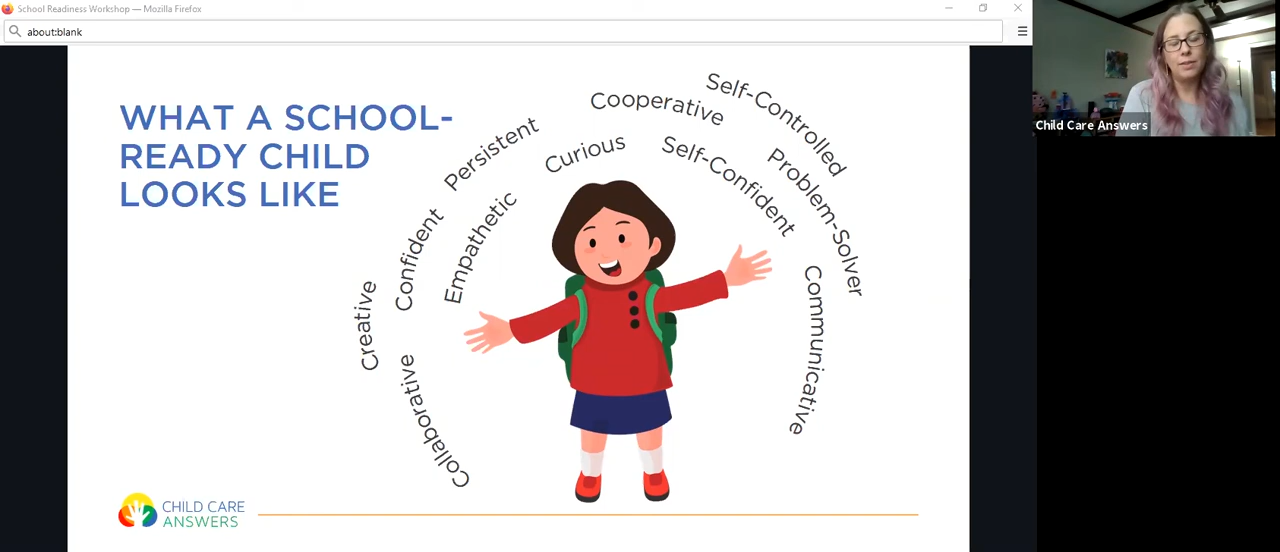 School Readiness Workshop — Mozilla Firefox
about:blank
WHAT A SCHOOL-
READY CHILD
LOOKS LIKE
Creative
Collaborative
Confident
Empathetic
Persistent
Curious
Cooperative
Self-Confident
Self-Controlled
Problem-Solver
Communicative
CHILD CARE
ANSWERS
Child Care Answers